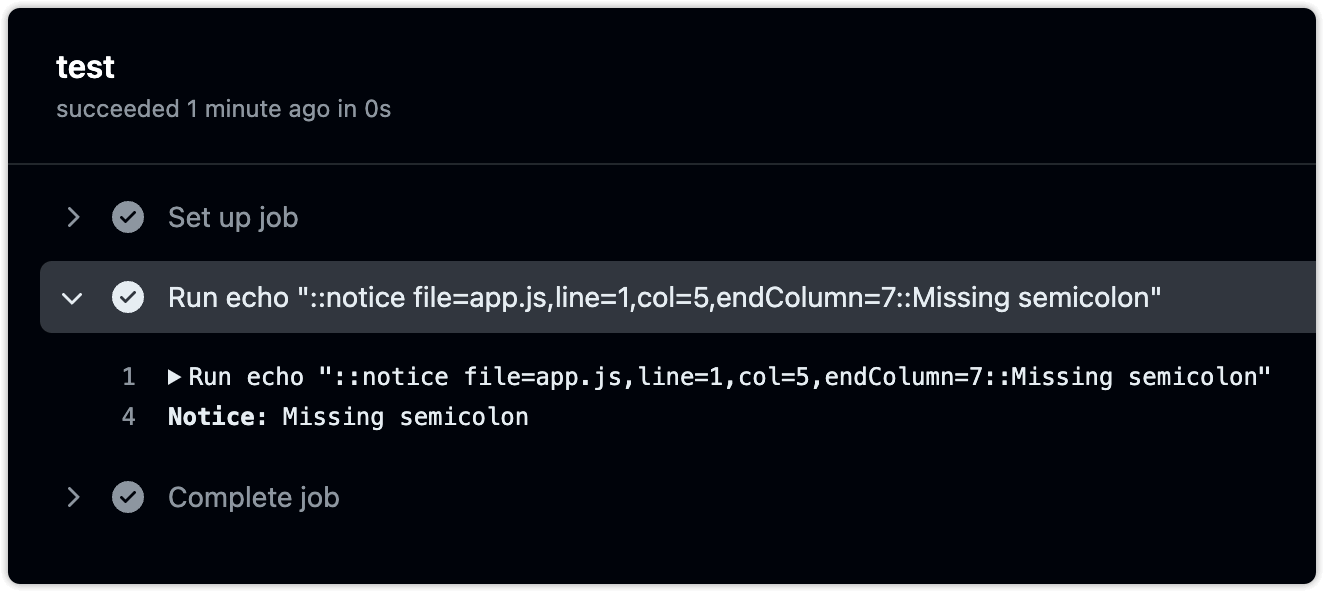 test
succeeded 1 minute ago in 0s
Set up job
Run echo "::notice file=app.js,line=1,col=5,endColumn=7::Missing semicolon"
1 ▶Run echo "::notice file=app.js,line=1,col=5,endColumn=7::Missing semicolon"
4 Notice: Missing semicolon
Complete job